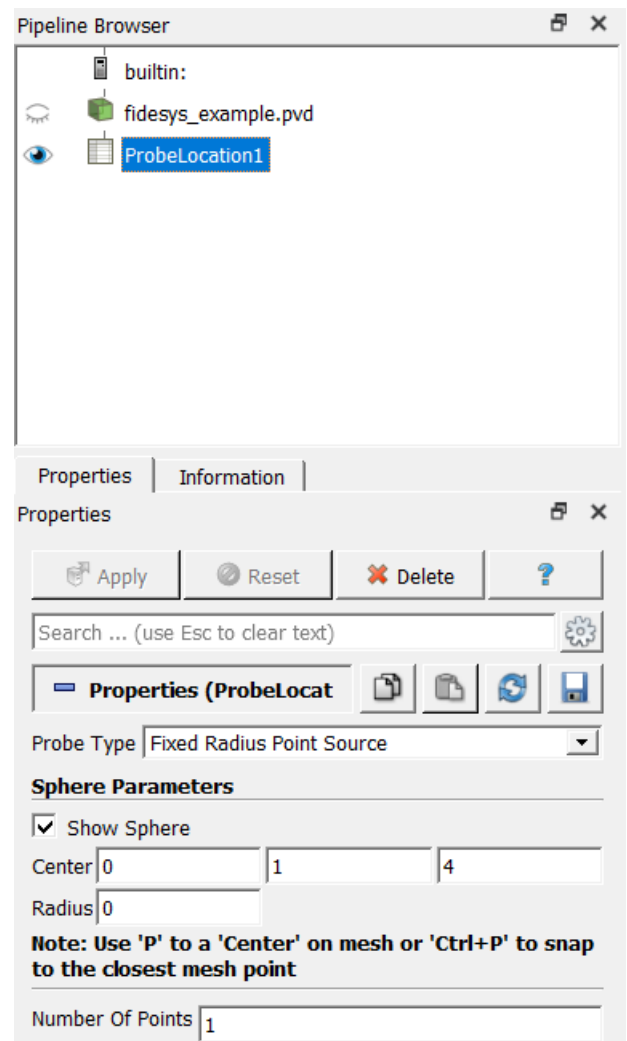 Pipeline Browser
builtin:
fidesys_example.pvd
ProbeLocation1
Properties Information
Properties
Apply Reset Delete ?
Search ... (use Esc to clear text)
Properties (ProbeLocat
Probe Type Fixed Radius Point Source
Sphere Parameters
Show Sphere
Center 0 1 4
Radius 0
Note: Use 'P' to a 'Center' on mesh or 'Ctrl+P' to snap
to the closest mesh point
Number Of Points 1